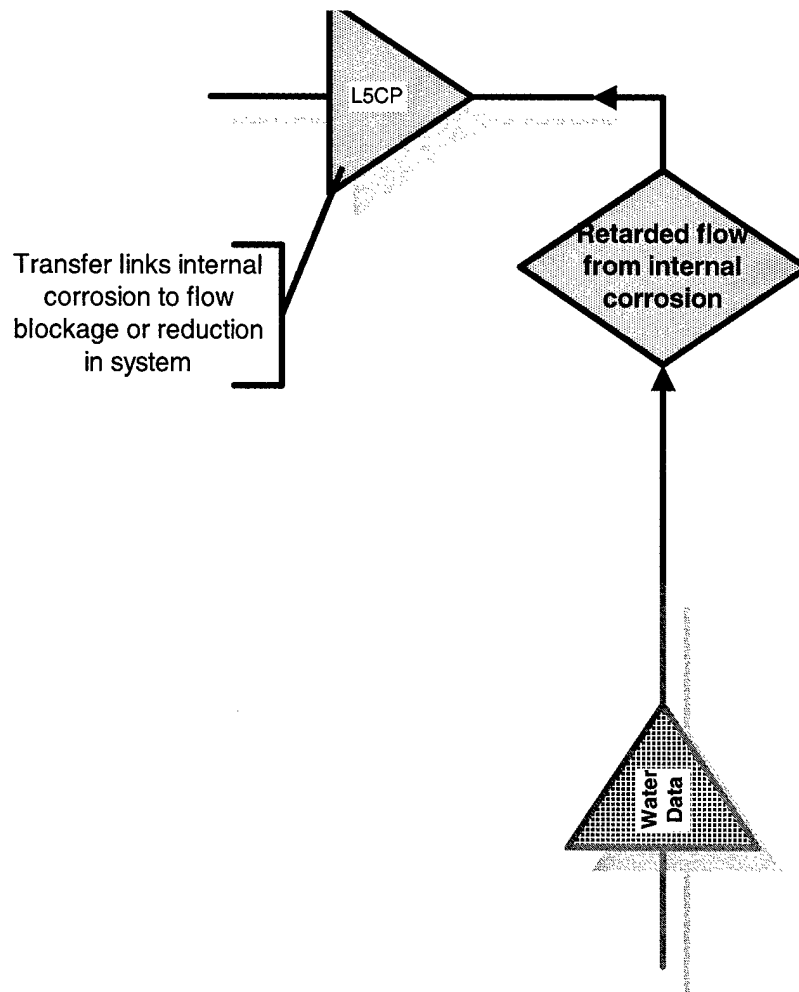 L5CP
Retarded flow
from internal
corrosion
Transfer links internal
corrosion to flow
blockage or reduction
in system
Water
Data